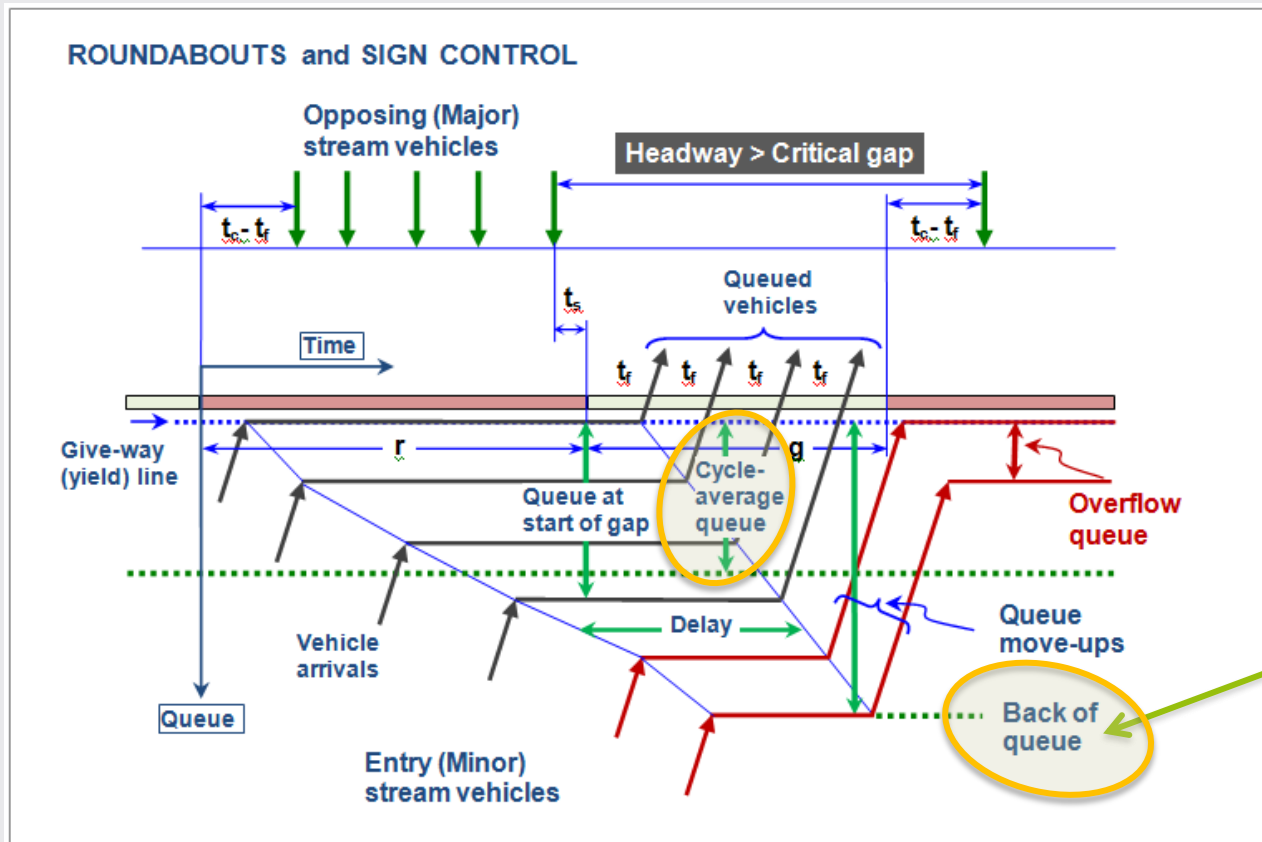 ROUNDABOUTS and SIGN CONTROL
Opposing (Major)
stream vehicles
Headway > Critical gap
tc- tf
tc- tf
ts
Queued
vehicles
Time
tf
tf
tf
tf
Give-way
(yield) line
r
g
Queue at
start of gap
Cycle-
average
queue
Overflow
queue
Vehicle
arrivals
Delay
Queue
move-ups
Queue
Back of
queue
Entry (Minor)
stream vehicles